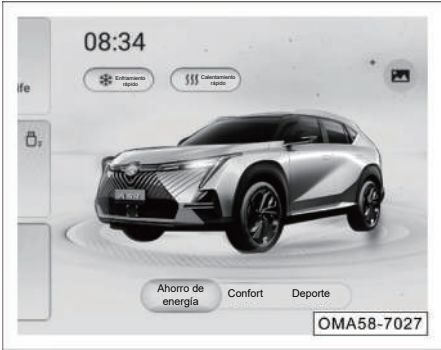 08:34
Enfriamiento
rápido
Calentamiento
rápido
ife
Ahorro de
energía
Confort
Deporte
OMA58-7027